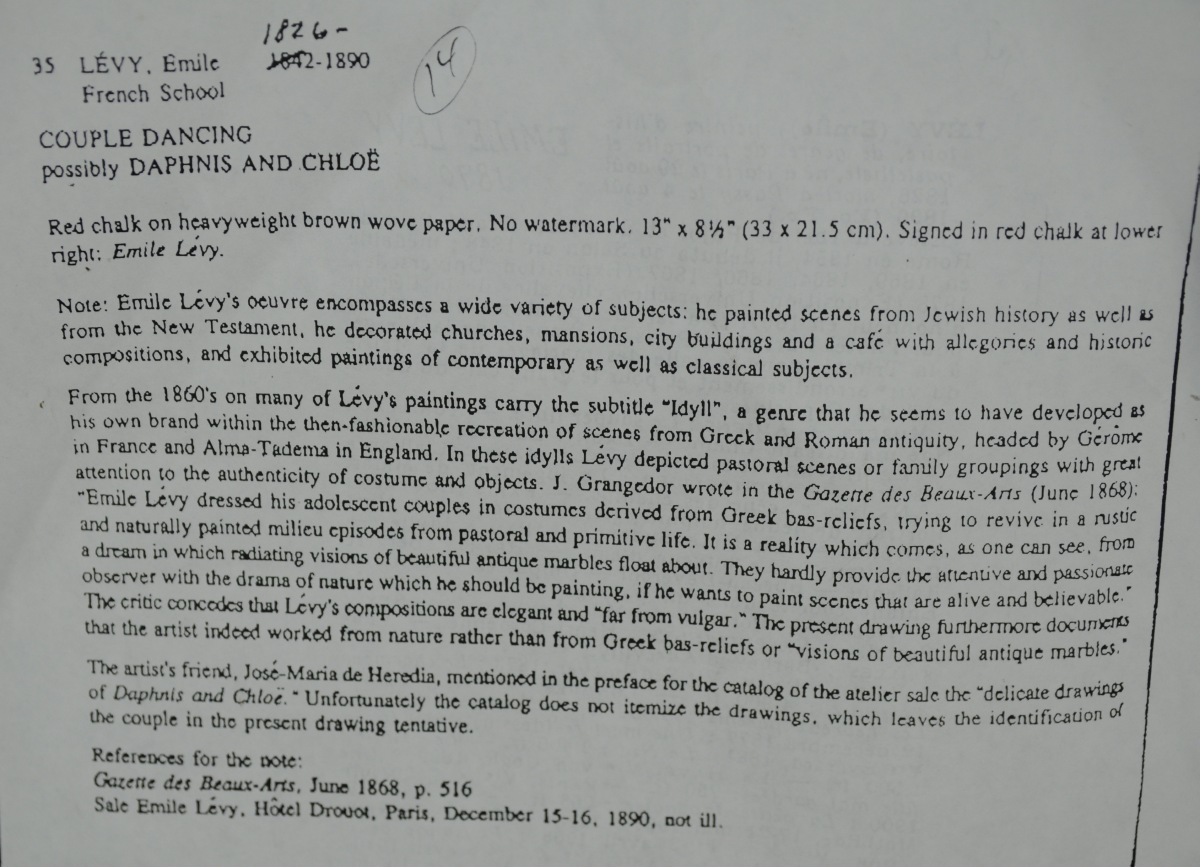 1826-
35 LÉVY, Emile 1842-1890
14
French School
COUPLE DANCING
possibly DAPHNIS AND CHLOË
Red chalk on heavyweight brown wove paper. No watermark. 13" x 8½" (33 x 21.5 cm). Signed in red chalk at lower
right: Emile Lévy.
Note: Emile Lévy's oeuvre encompasses a wide variety of subjects: he painted scenes from Jewish history as well as
from the New Testament, he decorated churches, mansions, city buildings and a café with allegories and historic
compositions, and exhibited paintings of contemporary as well as classical subjects.
From the 1860's on many of Lévy's paintings carry the subtitle "Idyll", a genre that he seems to have developed as
his own brand within the then-fashionable recreation of scenes from Greek and Roman antiquity, headed by Gérôme
in France and Alma-Tadema in England. In these idylls Lévy depicted pastoral scenes or family groupings with great
attention to the authenticity of costume and objects. J. Grangedor wrote in the Gazette des Beaux-Arts (June 1868):
"Emile Lévy dressed his adolescent couples in costumes derived from Greek bas-reliefs, trying to revive in a rustic
and naturally painted milieu episodes from pastoral and primitive life. It is a reality which comes, as one can see, from
a dream in which radiating visions of beautiful antique marbles float about. They hardly provide the attentive and passionate
observer with the drama of nature which he should be painting, if he wants to paint scenes that are alive and believable."
The critic concedes that Lévy's compositions are elegant and "far from vulgar." The present drawing furthermore documents
that the artist indeed worked from nature rather than from Greek bas-reliefs or "visions of beautiful antique marbles."
The artist's friend, José-Maria de Heredia, mentioned in the preface for the catalog of the atelier sale the "delicate drawings
of Daphnis and Chloë." Unfortunately the catalog does not itemize the drawings, which leaves the identification of
the couple in the present drawing tentative.
References for the note:
Gazette des Beaux-Arts, June 1868, p. 516
Sale Emile Lévy, Hôtel Drouot, Paris, December 15-16, 1890, not ill.